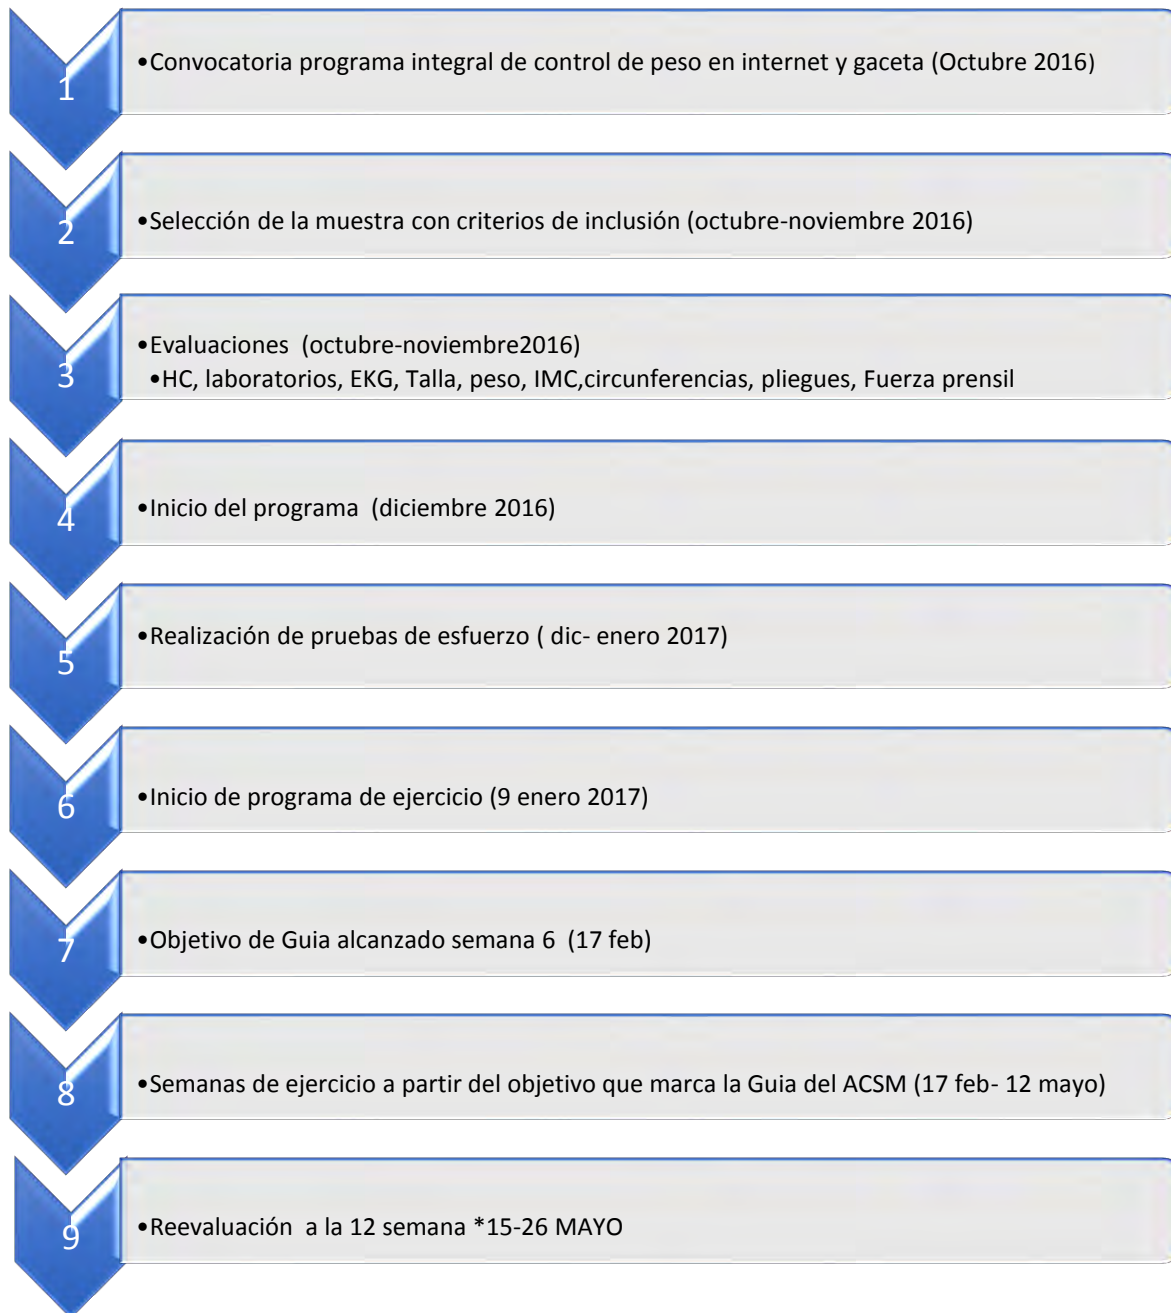 1
•Convocatoria programa integral de control de peso en internet y gaceta (Octubre 2016)
2
•Selección de la muestra con criterios de inclusión (octubre-noviembre 2016)
3
•Evaluaciones (octubre-noviembre2016)
•HC, laboratorios, EKG, Talla, peso, IMC,circunferencias, pliegues, Fuerza prensil
4
•Inicio del programa (diciembre 2016)
5
•Realización de pruebas de esfuerzo ( dic- enero 2017)
6
•Inicio de programa de ejercicio (9 enero 2017)
7
•Objetivo de Guia alcanzado semana 6 (17 feb)
8
•Semanas de ejercicio a partir del objetivo que marca la Guia del ACSM (17 feb- 12 mayo)
9
•Reevaluación a la 12 semana *15-26 MAYO